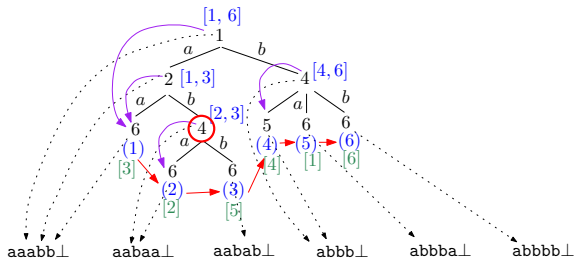 [1, 6]
1
a b
2 [1, 3] 4 [4, 6]
a b a a b
[2, 3]
6 4 5 6 6
(1) a b (4) (5) (6)
[3] 6 6 [4] [1] [6]
(2) (3)
[2] [5]
aaabb⊥ aabaa⊥ aabab⊥ abbb⊥ abbba⊥ abbbb⊥